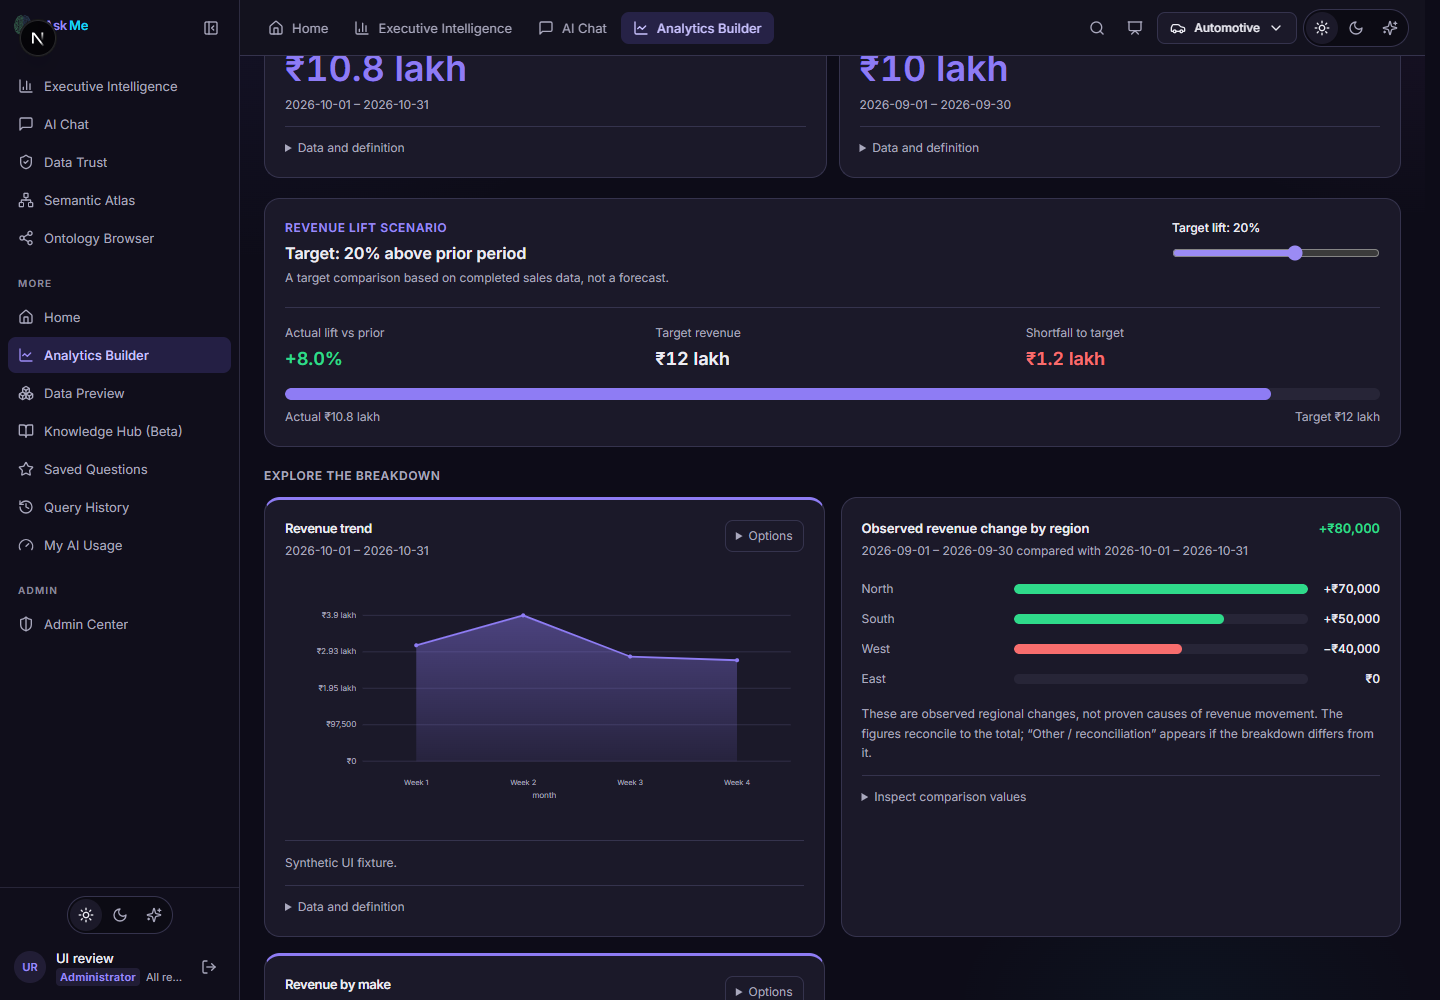 Ask Me
N
Executive Intelligence
AI Chat
Data Trust
Semantic Atlas
Ontology Browser
MORE
Home
Analytics Builder
Data Preview
Knowledge Hub (Beta)
Saved Questions
Query History
My AI Usage
ADMIN
Admin Center
UR
UI review
Administrator All re...
Home
Executive Intelligence
AI Chat
Analytics Builder
Automotive
₹10.8 lakh
2026-10-01 – 2026-10-31
Data and definition
₹10 lakh
2026-09-01 – 2026-09-30
Data and definition
REVENUE LIFT SCENARIO
Target: 20% above prior period
A target comparison based on completed sales data, not a forecast.
Target lift: 20%
Actual lift vs prior
+8.0%
Target revenue
₹12 lakh
Shortfall to target
₹1.2 lakh
Actual ₹10.8 lakh
Target ₹12 lakh
EXPLORE THE BREAKDOWN
Revenue trend
2026-10-01 – 2026-10-31
Options
₹3.9 lakh
₹2.93 lakh
₹1.95 lakh
₹97,500
₹0
Week 1
Week 2
Week 3
Week 4
month
Synthetic UI fixture.
Data and definition
Observed revenue change by region
+₹80,000
2026-09-01 – 2026-09-30 compared with 2026-10-01 – 2026-10-31
North +₹70,000
South +₹50,000
West −₹40,000
East ₹0
These are observed regional changes, not proven causes of revenue movement. The
figures reconcile to the total; “Other / reconciliation” appears if the breakdown differs from
it.
Inspect comparison values
Revenue by make
Options